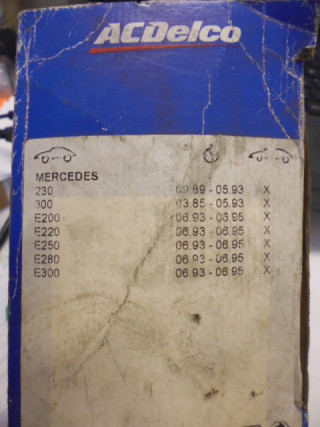 ACDelco
MERCEDES
230 09.89 - 05.93 X
300 03.85 - 05.93 X
E200 06.93 - 06.95 X
E220 06.93 - 06.95 X
E250 06.93 - 06.95 X
E280 06.93 - 06.95 X
E300 06.93 - 06.95 X